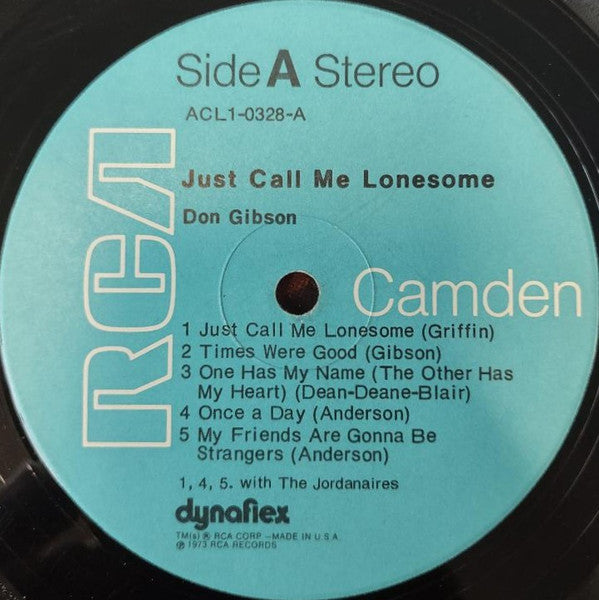 Side A Stereo
ACL1-0328-A
Just Call Me Lonesome
Don Gibson
RCA
Camden
1 Just Call Me Lonesome (Griffin)
2 Times Were Good (Gibson)
3 One Has My Name (The Other Has
My Heart) (Dean-Deane-Blair)
4 Once a Day (Anderson)
5 My Friends Are Gonna Be
Strangers (Anderson)
1, 4, 5. with The Jordanaires
dynaflex
TM(s) ® RCA CORP -MADE IN U.S.A.
℗ 1973 RCA RECORDS